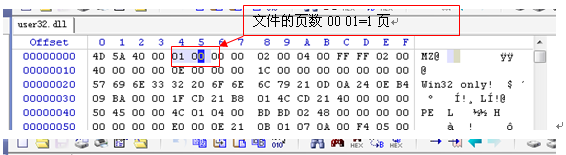 文件的页数 00 01=1 页
user32.dll
Offset 0 1 2 3 4 5 6 7 8 9 A B C D E F
00000000 4D 5A 40 00 01 00 00 00 02 00 04 00 FF FF 02 00 MZ@ ÿÿ
00000010 40 00 00 00 0E 00 00 00 1C 00 00 00 00 00 00 00 @
00000020 57 69 6E 33 32 20 6F 6E 6C 79 21 0D 0A 24 0E B4 Win32 only! $ ´
00000030 09 BA 00 00 1F CD 21 B8 01 4C CD 21 40 00 00 00 º Í!¸ LÍ!@
00000040 50 45 00 00 4C 01 04 00 BD BD 02 48 00 00 00 00 PE L ½½ H
00000050 00 00 00 00 E0 00 0E 21 0B 01 07 0A 00 F4 05 00 à ! ô